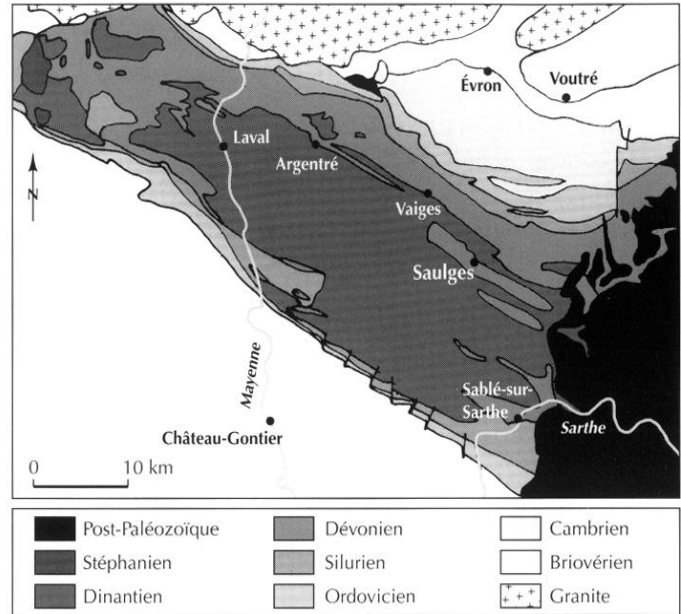 Évron
Voutré
Laval
Argentré
N
Vaiges
Saulges
Mayenne
Sablé-sur-
Sarthe
Sarthe
Château-Gontier
0 10 km
Post-Paléozoïque
Dévonien
Cambrien
Stéphanien
Silurien
Briovérien
Dinantien
Ordovicien
Granite